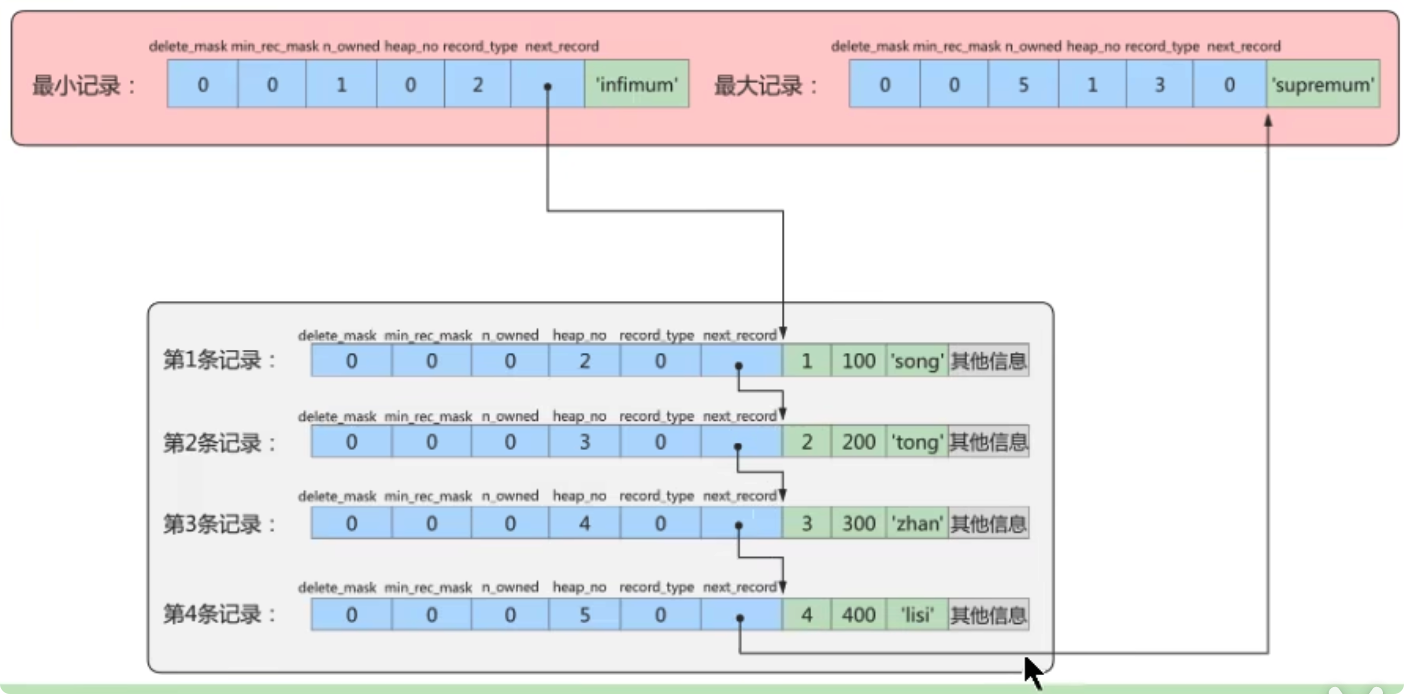 delete_mask min_rec_mask n_owned heap_no record_type next_record
最小记录： 0 0 1 0 2 'infimum'
delete_mask min_rec_mask n_owned heap_no record_type next_record
最大记录： 0 0 5 1 3 0 'supremum'
delete_mask min_rec_mask n_owned heap_no record_type next_record
第1条记录： 0 0 0 2 0 1 100 'song' 其他信息
delete_mask min_rec_mask n_owned heap_no record_type next_record
第2条记录： 0 0 0 3 0 2 200 'tong' 其他信息
delete_mask min_rec_mask n_owned heap_no record_type next_record
第3条记录： 0 0 0 4 0 3 300 'zhan' 其他信息
delete_mask min_rec_mask n_owned heap_no record_type next_record
第4条记录： 0 0 0 5 0 4 400 'lisi' 其他信息